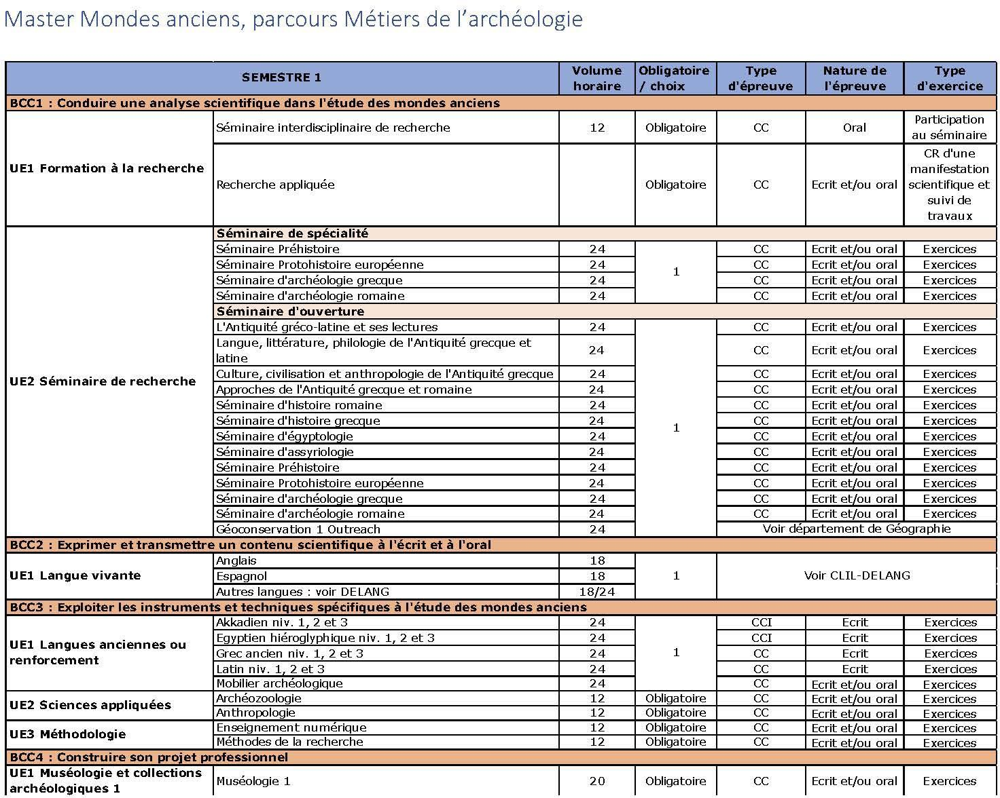 Master Mondes anciens, parcours Métiers de l’archéologie
SEMESTRE 1 Volume horaire Obligatoire / choix Type d'épreuve Nature de l'épreuve Type d'exercice
BCC1 : Conduire une analyse scientifique dans l'étude des mondes anciens
UE1 Formation à la recherche
Séminaire interdisciplinaire de recherche 12 Obligatoire CC Oral Participation au séminaire
Recherche appliquée Obligatoire CC Ecrit et/ou oral CR d'une manifestation scientifique et suivi de travaux
UE2 Séminaire de recherche
Séminaire de spécialité
Séminaire Préhistoire 24 CC Ecrit et/ou oral Exercices
Séminaire Protohistoire européenne 24 CC Ecrit et/ou oral Exercices
1
Séminaire d'archéologie grecque 24 CC Ecrit et/ou oral Exercices
Séminaire d'archéologie romaine 24 CC Ecrit et/ou oral Exercices
Séminaire d'ouverture
L'Antiquité gréco-latine et ses lectures 24 CC Ecrit et/ou oral Exercices
Langue, littérature, philologie de l'Antiquité grecque et latine 24 CC Ecrit et/ou oral Exercices
Culture, civilisation et anthropologie de l'Antiquité grecque 24 CC Ecrit et/ou oral Exercices
Approches de l'Antiquité grecque et romaine 24 CC Ecrit et/ou oral Exercices
Séminaire d'histoire romaine 24 CC Ecrit et/ou oral Exercices
Séminaire d'histoire grecque 24 CC Ecrit et/ou oral Exercices
1
Séminaire d'égyptologie 24 CC Ecrit et/ou oral Exercices
Séminaire d'assyriologie 24 CC Ecrit et/ou oral Exercices
Séminaire Préhistoire 24 CC Ecrit et/ou oral Exercices
Séminaire Protohistoire européenne 24 CC Ecrit et/ou oral Exercices
Séminaire d'archéologie grecque 24 CC Ecrit et/ou oral Exercices
Séminaire d'archéologie romaine 24 CC Ecrit et/ou oral Exercices
Géoconservation 1 Outreach 24 Voir département de Géographie
BCC2 : Exprimer et transmettre un contenu scientifique à l'écrit et à l'oral
UE1 Langue vivante
Anglais 18
Espagnol 18 1 Voir CLIL-DELANG
Autres langues : voir DELANG 18/24
BCC3 : Exploiter les instruments et techniques spécifiques à l'étude des mondes anciens
UE1 Langues anciennes ou renforcement
Akkadien niv. 1, 2 et 3 24 CCI Ecrit Exercices
Egyptien hiéroglyphique niv. 1, 2 et 3 24 CCI Ecrit Exercices
Grec ancien niv. 1, 2 et 3 24 1 CC Ecrit Exercices
Latin niv. 1, 2 et 3 24 CC Ecrit Exercices
Mobilier archéologique 24 CC Ecrit et/ou oral Exercices
UE2 Sciences appliquées
Archéozoologie 12 Obligatoire CC Ecrit et/ou oral Exercices
Anthropologie 12 Obligatoire CC Ecrit et/ou oral Exercices
UE3 Méthodologie
Enseignement numérique 12 Obligatoire CC Ecrit et/ou oral Exercices
Méthodes de la recherche 12 Obligatoire CC Ecrit et/ou oral Exercices
BCC4 : Construire son projet professionnel
UE1 Muséologie et collections archéologiques 1
Muséologie 1 20 Obligatoire CC Ecrit et/ou oral Exercices